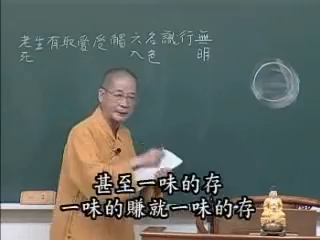 老生有取愛受觸六名識行無
死 入色 明
甚至一味的存
一味的賺就一味的存